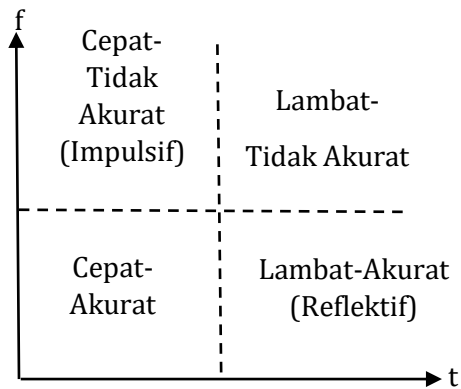 f
Cepat-
Tidak
Akurat
(Impulsif)
Lambat-
Tidak Akurat
Cepat-
Akurat
Lambat-Akurat
(Reflektif)
t